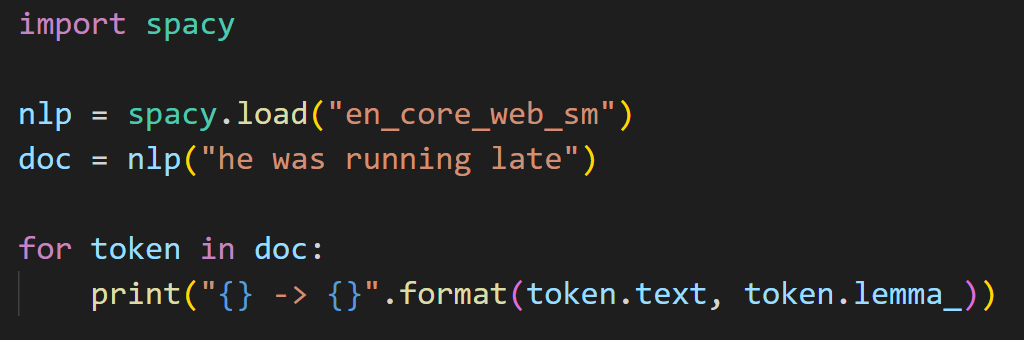 import spacy
nlp = spacy.load("en_core_web_sm")
doc = nlp("he was running late")
for token in doc:
    print("{} -> {}".format(token.text, token.lemma_))